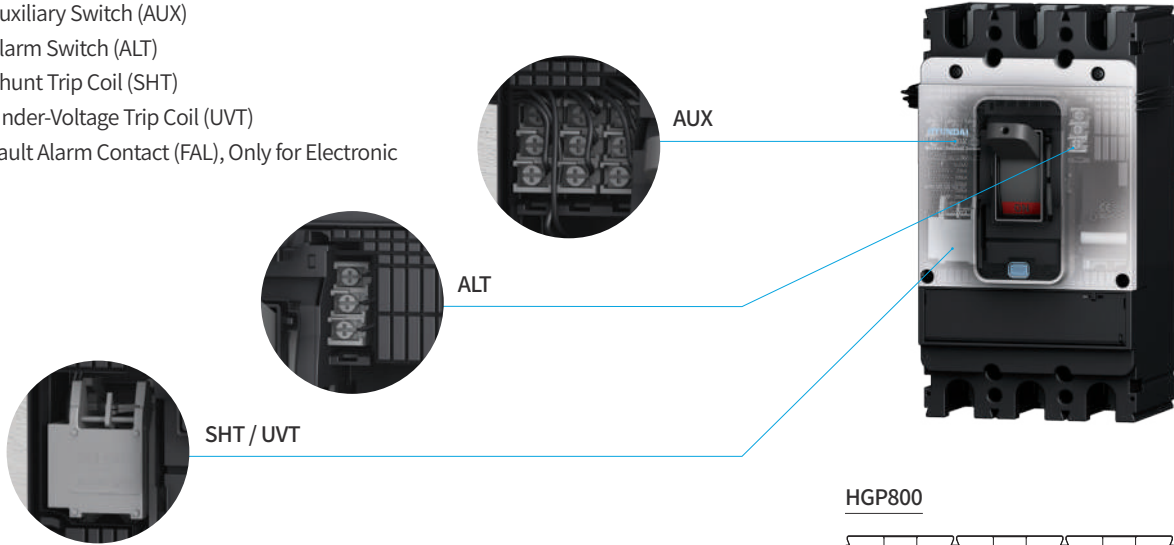 uxiliary Switch (AUX)
larm Switch (ALT)
hunt Trip Coil (SHT)
nder-Voltage Trip Coil (UVT)
ault Alarm Contact (FAL), Only for Electronic
AUX
ALT
SHT / UVT
HYUNDAI
HGP800